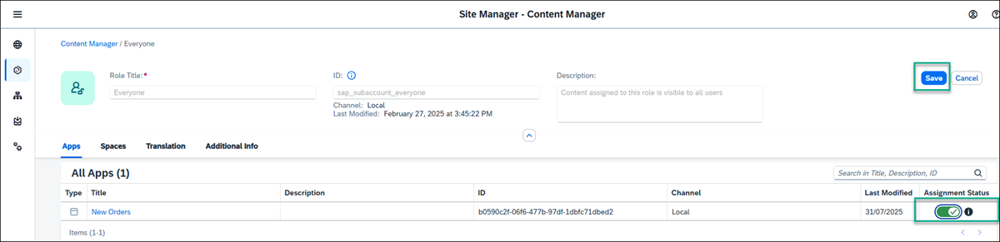 Site Manager - Content Manager
Content Manager / Everyone
Role Title:*
Everyone
ID:
sap_subaccount_everyone
Channel: Local
Last Modified: February 27, 2025 at 3:45:22 PM
Description:
Content assigned to this role is visible to all users
Save Cancel
Apps Spaces Translation Additional Info
All Apps (1) Search in Title, Description, ID
Type Title Description ID Channel Last Modified Assignment Status
New Orders b0590c2f-06f6-477b-97df-1dbfc71dbed2 Local 31/07/2025
Items (1-1)